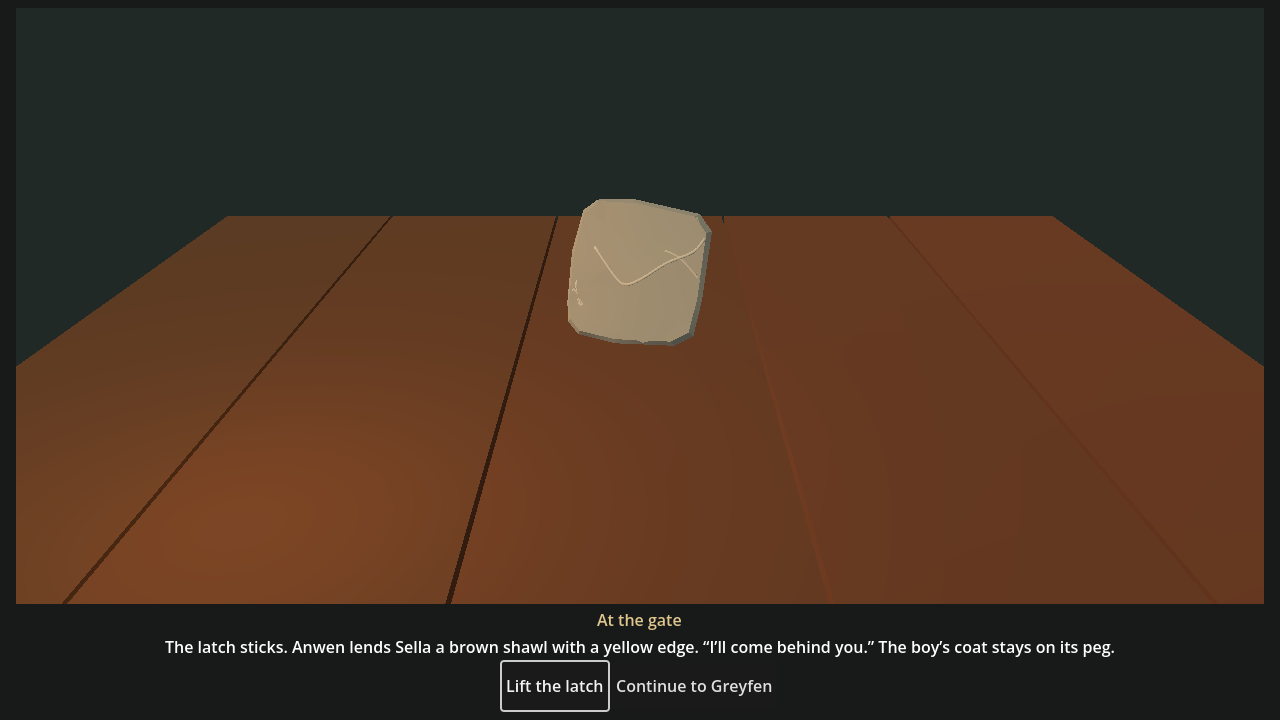 At the gate
The latch sticks. Anwen lends Sella a brown shawl with a yellow edge. “I’ll come behind you.” The boy’s coat stays on its peg.
Lift the latch
Continue to Greyfen